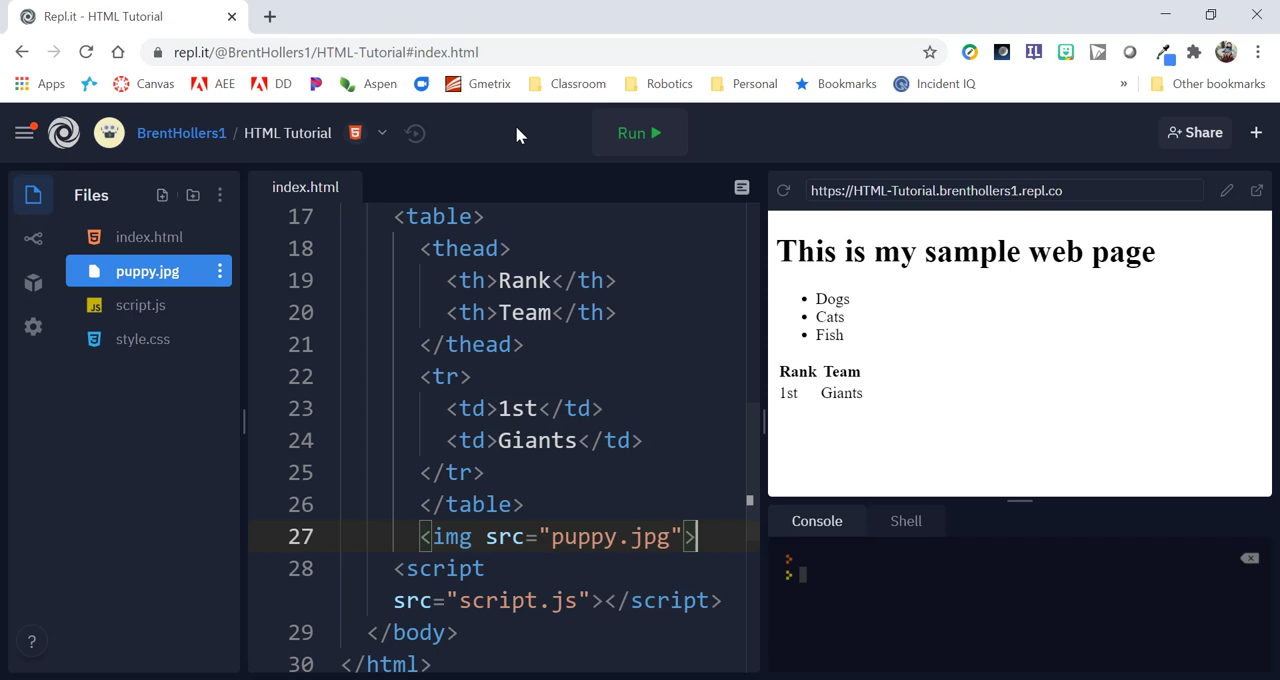 Repl.it - HTML Tutorial
repl.it/@BrentHollers1/HTML-Tutorial#index.html
Apps Canvas AEE DD Aspen Gmetrix Classroom Robotics Personal Bookmarks Incident IQ » Other bookmarks
BrentHollers1 / HTML Tutorial Run Share
Files
index.html
puppy.jpg
script.js
style.css
index.html
17 <table>
18 <thead>
19 <th>Rank</th>
20 <th>Team</th>
21 </thead>
22 <tr>
23 <td>1st</td>
24 <td>Giants</td>
25 </tr>
26 </table>
27 <img src="puppy.jpg">
28 <script
src="script.js"></script>
29 </body>
30 </html>
https://HTML-Tutorial.brenthollers1.repl.co
This is my sample web page
• Dogs
• Cats
• Fish
Rank Team
1st Giants
Console Shell
>
>
?